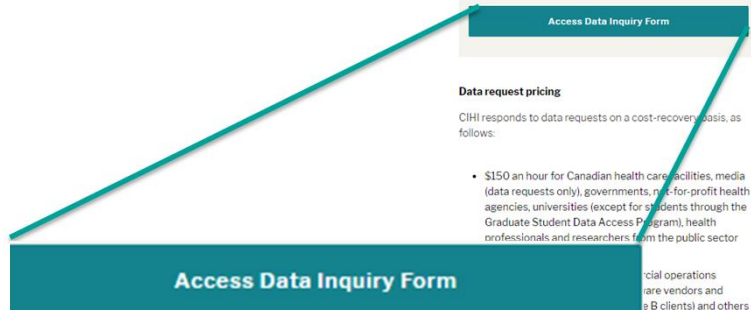 Access Data Inquiry Form
Data request pricing
CIHI responds to data requests on a cost-recovery basis, as
follows:
• $150 an hour for Canadian health care facilities, media
(data requests only), governments, not-for-profit health
agencies, universities (except for students through the
Graduate Student Data Access Program), health
professionals and researchers from the public sector
Access Data Inquiry Form
operations
vendors and
B clients) and others